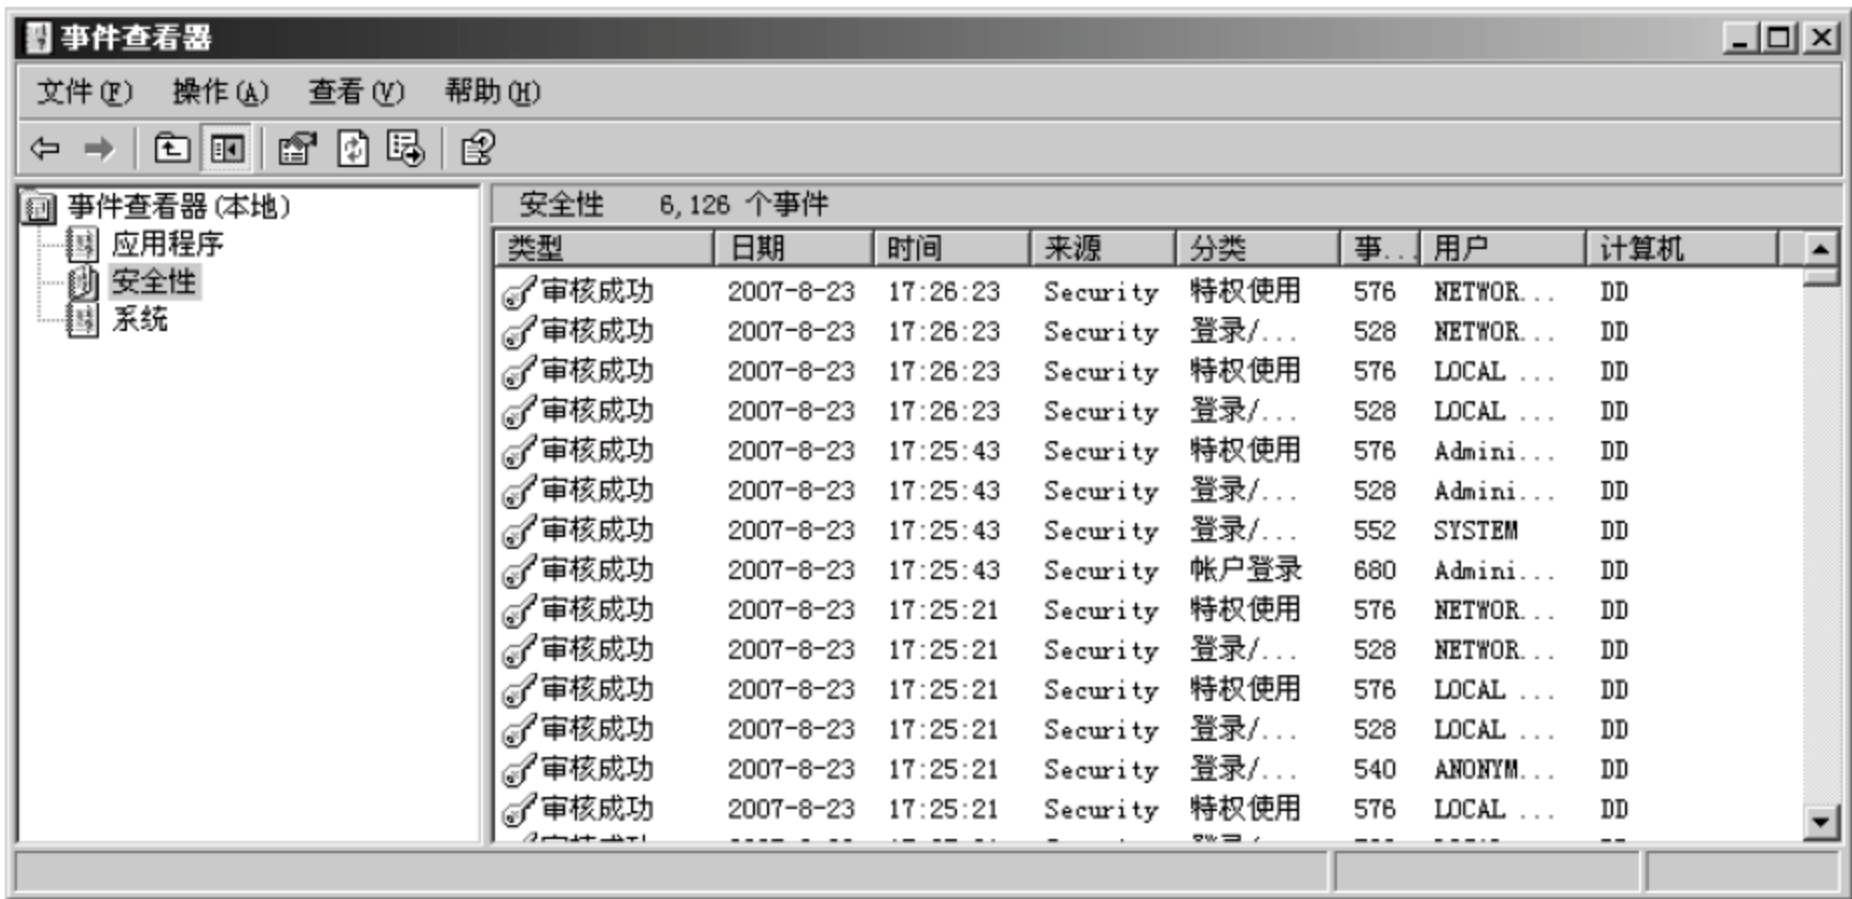 事件查看器
文件(F) 操作(A) 查看(V) 帮助(H)
事件查看器(本地)
应用程序
安全性
系统
安全性 6,126 个事件
类型 日期 时间 来源 分类 事... 用户 计算机
审核成功 2007-8-23 17:26:23 Security 特权使用 576 NETWOR... DD
审核成功 2007-8-23 17:26:23 Security 登录/... 528 NETWOR... DD
审核成功 2007-8-23 17:26:23 Security 特权使用 576 LOCAL ... DD
审核成功 2007-8-23 17:26:23 Security 登录/... 528 LOCAL ... DD
审核成功 2007-8-23 17:25:43 Security 特权使用 576 Admini... DD
审核成功 2007-8-23 17:25:43 Security 登录/... 528 Admini... DD
审核成功 2007-8-23 17:25:43 Security 登录/... 552 SYSTEM DD
审核成功 2007-8-23 17:25:43 Security 帐户登录 680 Admini... DD
审核成功 2007-8-23 17:25:21 Security 特权使用 576 NETWOR... DD
审核成功 2007-8-23 17:25:21 Security 登录/... 528 NETWOR... DD
审核成功 2007-8-23 17:25:21 Security 特权使用 576 LOCAL ... DD
审核成功 2007-8-23 17:25:21 Security 登录/... 528 LOCAL ... DD
审核成功 2007-8-23 17:25:21 Security 登录/... 540 ANONYM... DD
审核成功 2007-8-23 17:25:21 Security 特权使用 576 LOCAL ... DD